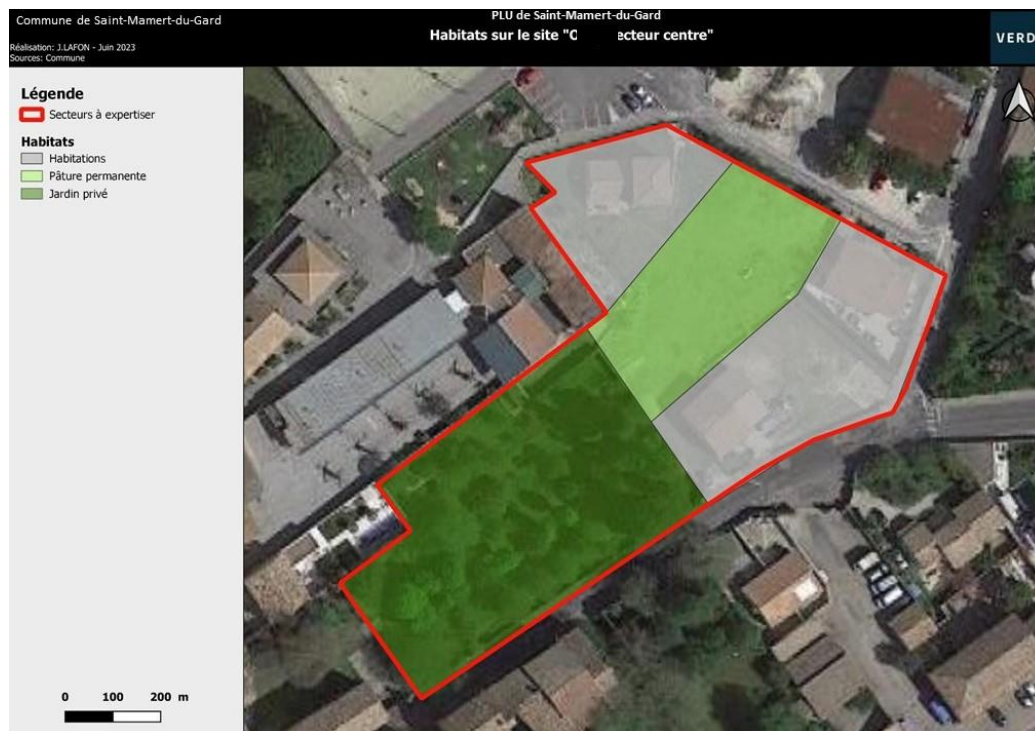 Commune de Saint-Mamert-du-Gard
Réalisation: J.LAFON - Juin 2023
Sources: Commune
PLU de Saint-Mamert-du-Gard
Habitats sur le site "C ecteur centre"
VERD
Légende
Secteurs à expertiser
Habitats
Habitations
Pâture permanente
Jardin privé
0 100 200 m